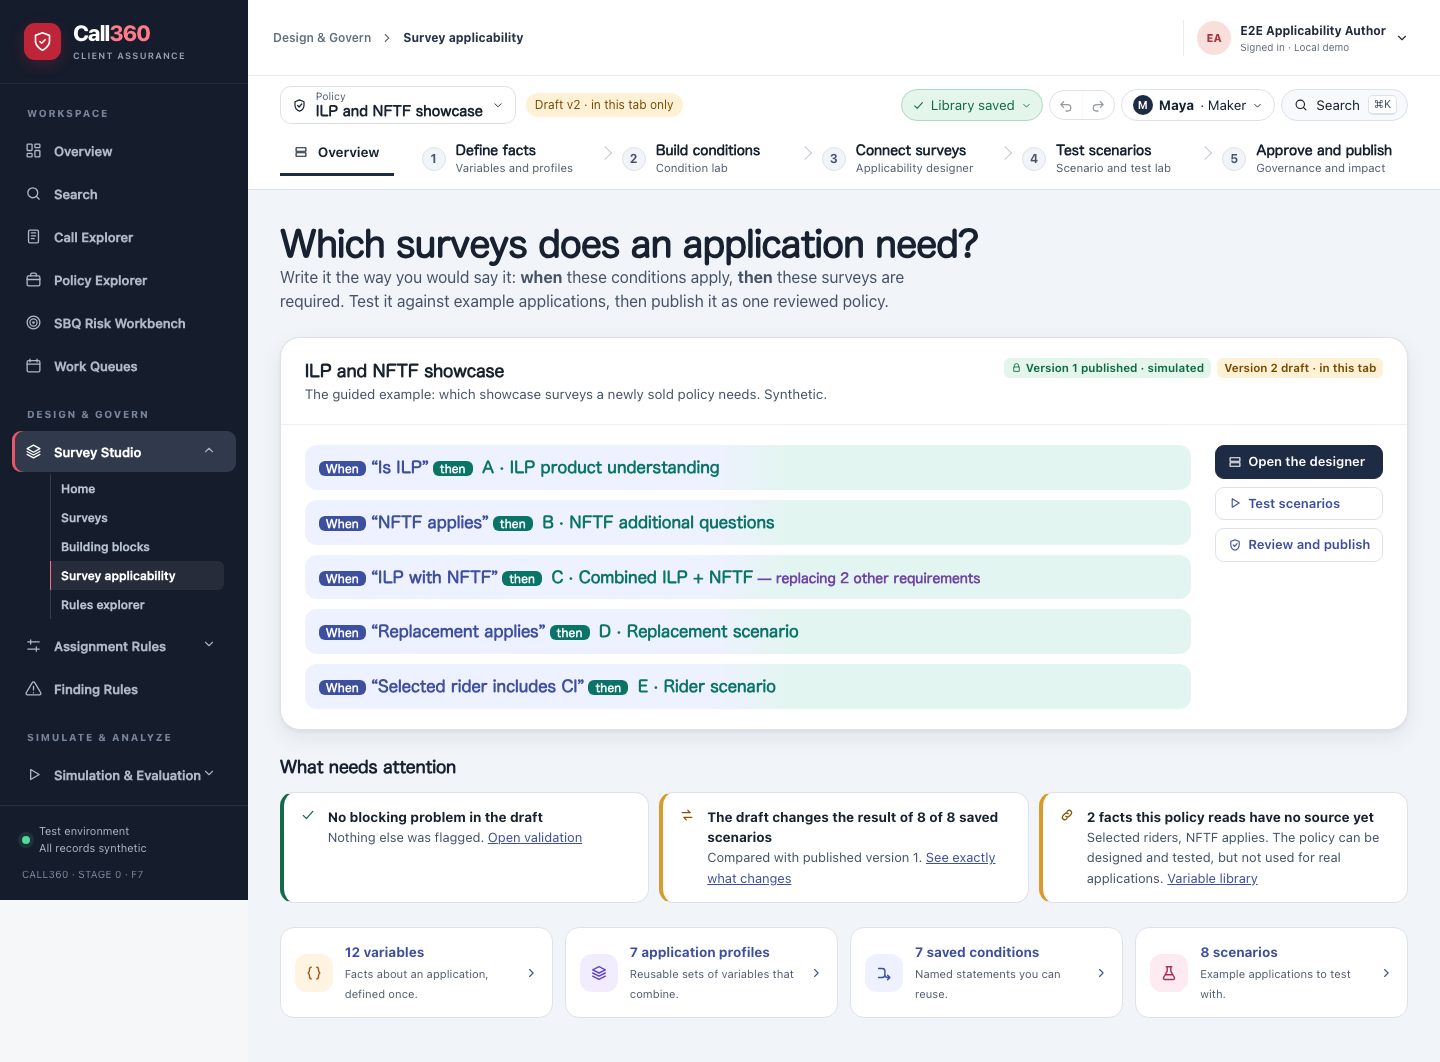 Call360
CLIENT ASSURANCE
WORKSPACE
Overview
Search
Call Explorer
Policy Explorer
SBQ Risk Workbench
Work Queues
DESIGN & GOVERN
Survey Studio
Home
Surveys
Building blocks
Survey applicability
Rules explorer
Assignment Rules
Finding Rules
SIMULATE & ANALYZE
Simulation & Evaluation
Test environment
All records synthetic
CALL360 · STAGE 0 · F7
Design & Govern > Survey applicability
EA
E2E Applicability Author
Signed in · Local demo
Policy
ILP and NFTF showcase
Draft v2 · in this tab only
Library saved
M Maya · Maker
Search ⌘K
Overview
1 Define facts
Variables and profiles
2 Build conditions
Condition lab
3 Connect surveys
Applicability designer
4 Test scenarios
Scenario and test lab
5 Approve and publish
Governance and impact
Which surveys does an application need?
Write it the way you would say it: when these conditions apply, then these surveys are
required. Test it against example applications, then publish it as one reviewed policy.
ILP and NFTF showcase
The guided example: which showcase surveys a newly sold policy needs. Synthetic.
Version 1 published · simulated
Version 2 draft · in this tab
When “Is ILP” then A · ILP product understanding
When “NFTF applies” then B · NFTF additional questions
When “ILP with NFTF” then C · Combined ILP + NFTF — replacing 2 other requirements
When “Replacement applies” then D · Replacement scenario
When “Selected rider includes CI” then E · Rider scenario
Open the designer
Test scenarios
Review and publish
What needs attention
No blocking problem in the draft
Nothing else was flagged. Open validation
The draft changes the result of 8 of 8 saved
scenarios
Compared with published version 1. See exactly
what changes
2 facts this policy reads have no source yet
Selected riders, NFTF applies. The policy can be
designed and tested, but not used for real
applications. Variable library
12 variables
Facts about an application,
defined once.
7 application profiles
Reusable sets of variables that
combine.
7 saved conditions
Named statements you can
reuse.
8 scenarios
Example applications to test
with.